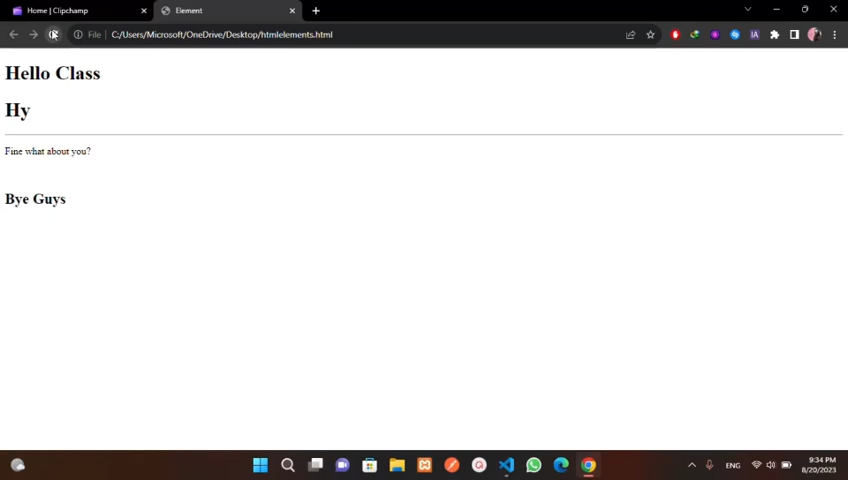 Home | Clipchamp
Element
File
C:/Users/Microsoft/OneDrive/Desktop/htmlelements.html
IA
Hello Class
Hy
Fine what about you?
Bye Guys
ENG
9:34 PM
8/20/2023